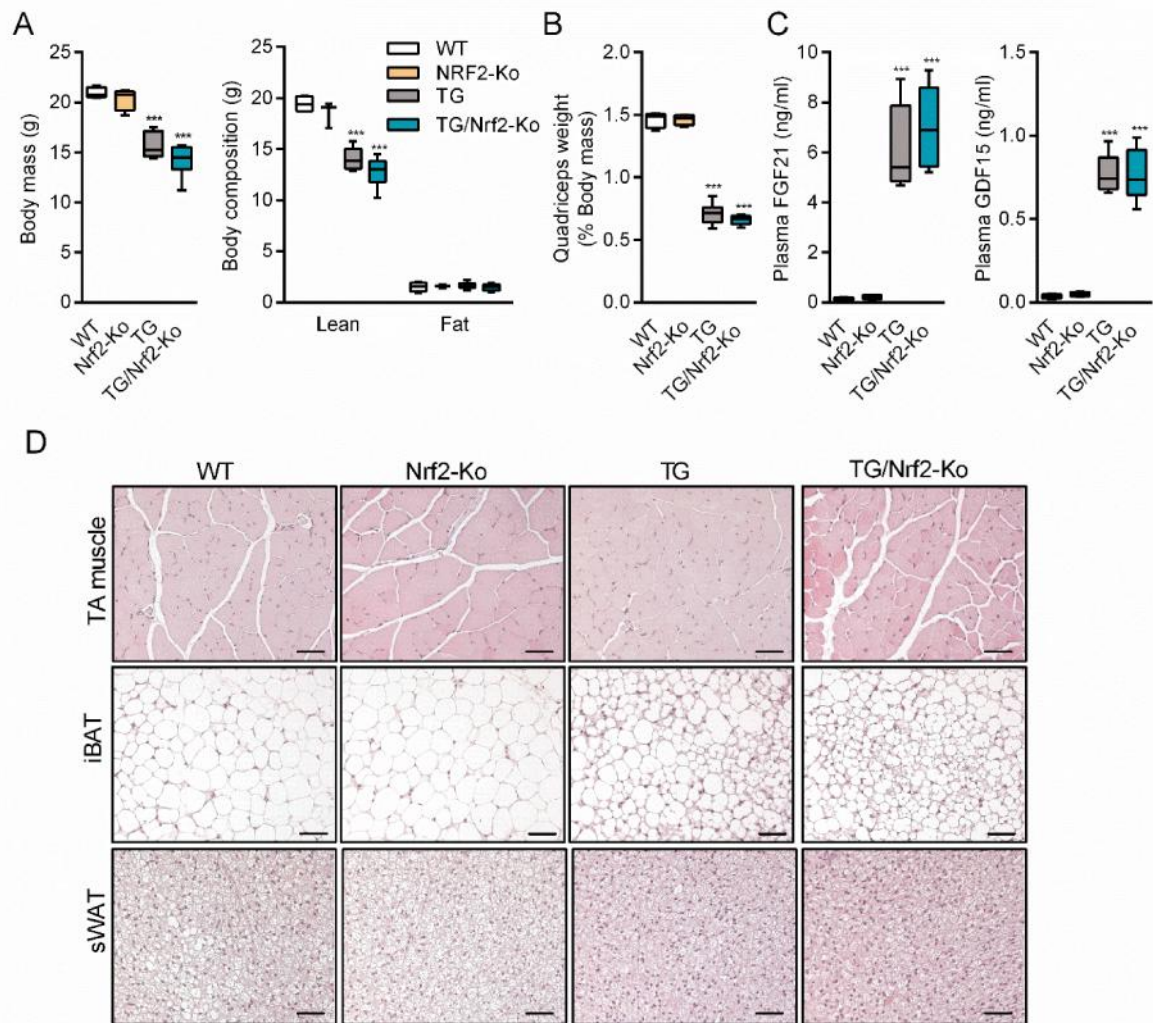 A
Body mass (g)
25
20
15
10
5
0
***
***
WT
Nrf2-Ko
TG
TG/Nrf2-Ko
Body composition (g)
25
20
15
10
5
0
***
***
Lean
Fat
WT
NRF2-Ko
TG
TG/Nrf2-Ko
B
Quadriceps weight
(% Body mass)
2.0
1.5
1.0
0.5
0.0
***
***
WT
Nrf2-Ko
TG
TG/Nrf2-Ko
C
Plasma FGF21 (ng/ml)
10
8
6
4
2
0
***
***
WT
Nrf2-Ko
TG
TG/Nrf2-Ko
Plasma GDF15 (ng/ml)
1.5
1.0
0.5
0.0
***
***
WT
Nrf2-Ko
TG
TG/Nrf2-Ko
D
WT
Nrf2-Ko
TG
TG/Nrf2-Ko
TA muscle
iBAT
sWAT